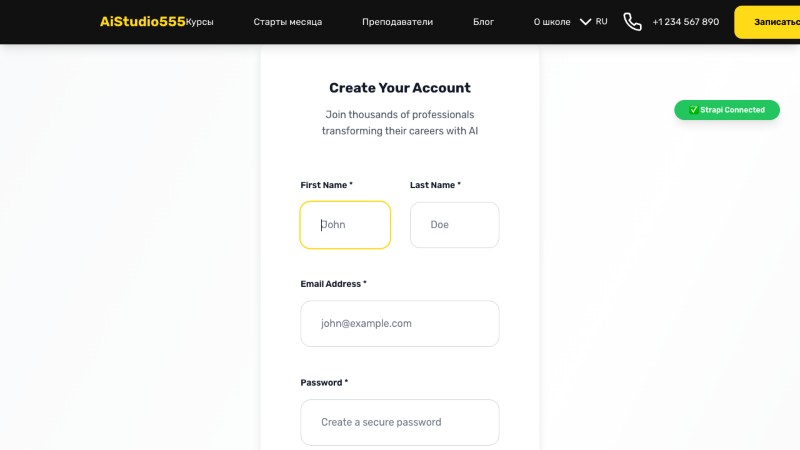 AiStudio555 Курсы Старты месяца Преподаватели Блог О школе RU +1 234 567 890 Записатьс
✅ Strapi Connected
Create Your Account
Join thousands of professionals
transforming their careers with AI
First Name * Last Name *
John Doe
Email Address *
john@example.com
Password *
Create a secure password